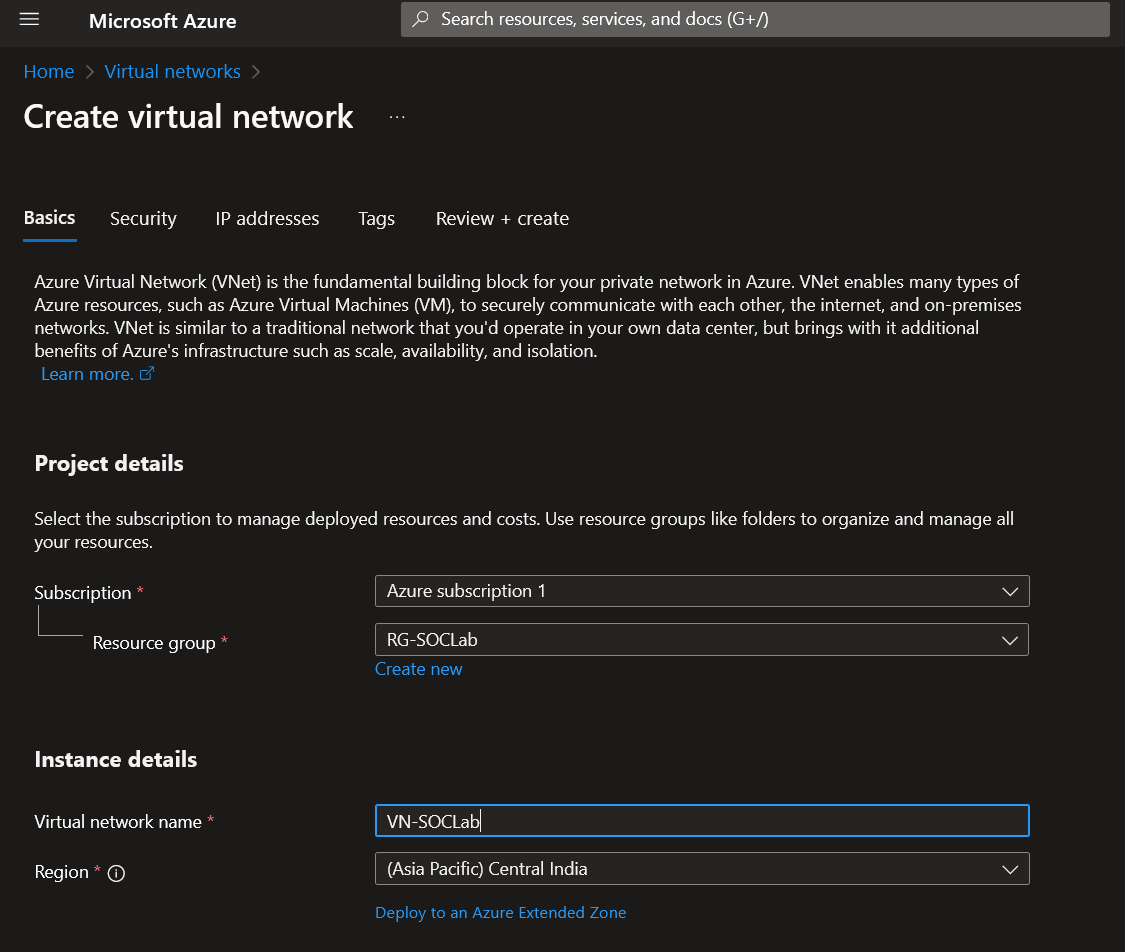 Microsoft Azure
Search resources, services, and docs (G+/)
Home > Virtual networks >
Create virtual network ...
Basics Security IP addresses Tags Review + create
Azure Virtual Network (VNet) is the fundamental building block for your private network in Azure. VNet enables many types of
Azure resources, such as Azure Virtual Machines (VM), to securely communicate with each other, the internet, and on-premises
networks. VNet is similar to a traditional network that you'd operate in your own data center, but brings with it additional
benefits of Azure's infrastructure such as scale, availability, and isolation.
Learn more.
Project details
Select the subscription to manage deployed resources and costs. Use resource groups like folders to organize and manage all
your resources.
Subscription * Azure subscription 1
Resource group * RG-SOCLab
Create new
Instance details
Virtual network name * VN-SOCLab
Region * (Asia Pacific) Central India
Deploy to an Azure Extended Zone